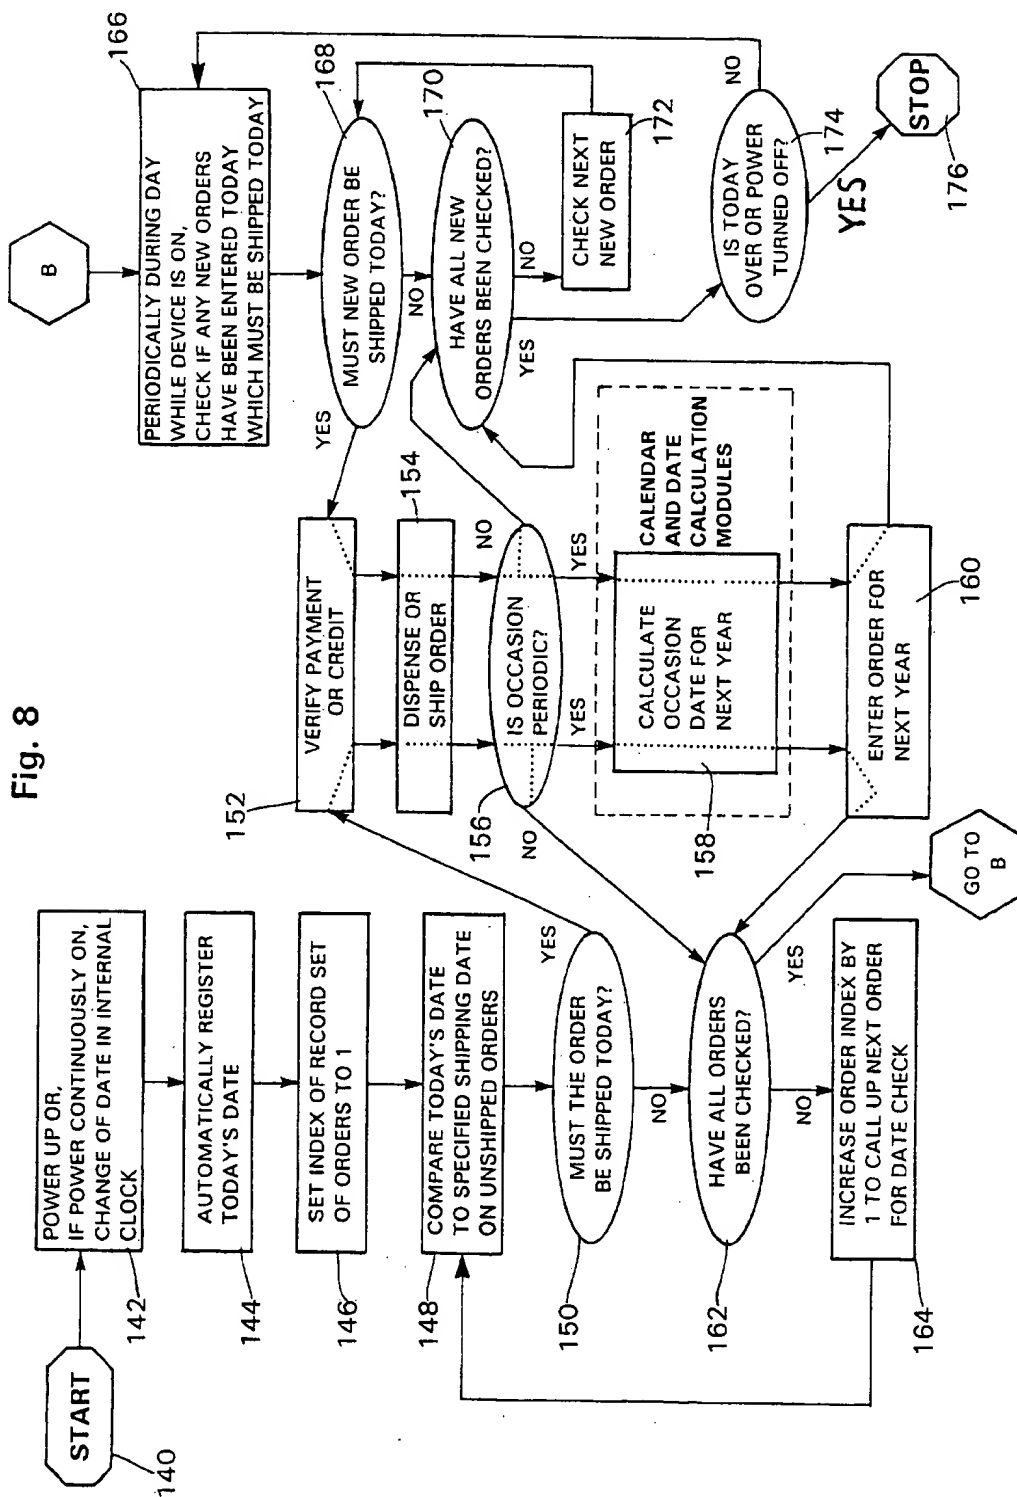 Fig. 8
START
140
POWER UP OR,
IF POWER CONTINUOUSLY ON,
CHANGE OF DATE IN INTERNAL
CLOCK
142
AUTOMATICALLY REGISTER
TODAY'S DATE
144
SET INDEX OF RECORD SET
OF ORDERS TO 1
146
COMPARE TODAY'S DATE
TO SPECIFIED SHIPPING DATE
ON UNSHIPPED ORDERS
148
MUST THE ORDER
BE SHIPPED TODAY?
150
YES
NO
HAVE ALL ORDERS
BEEN CHECKED?
162
YES
NO
INCREASE ORDER INDEX BY
1 TO CALL UP NEXT ORDER
FOR DATE CHECK
164
GO TO
B
VERIFY PAYMENT
OR CREDIT
152
DISPENSE OR
SHIP ORDER
154
IS OCCASION
PERIODIC?
156
NO
NO
YES
YES
CALCULATE
OCCASION
DATE FOR
NEXT YEAR
158
CALENDAR
AND DATE
CALCULATION
MODULES
ENTER ORDER FOR
NEXT YEAR
160
B
PERIODICALLY DURING DAY
WHILE DEVICE IS ON,
CHECK IF ANY NEW ORDERS
HAVE BEEN ENTERED TODAY
WHICH MUST BE SHIPPED TODAY
166
MUST NEW ORDER BE
SHIPPED TODAY?
168
YES
NO
HAVE ALL NEW
ORDERS BEEN CHECKED?
170
YES
NO
CHECK NEXT
NEW ORDER
172
IS TODAY
OVER OR POWER
TURNED OFF?
174
NO
YES
STOP
176